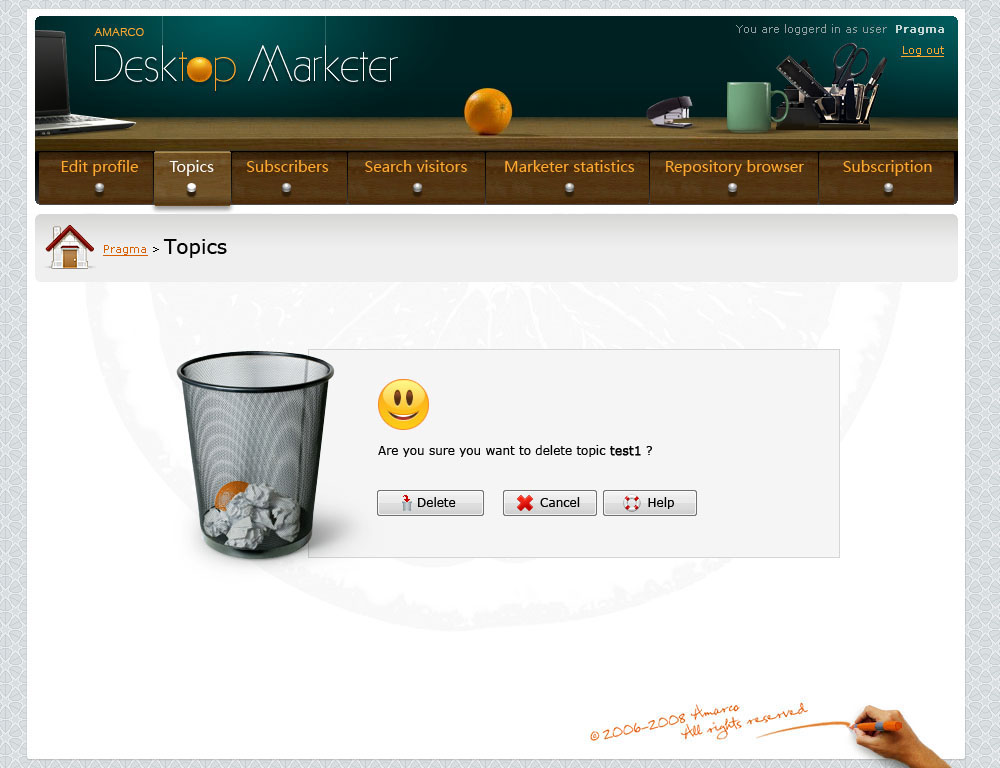 AMARCO
Desktop Marketer
You are loggerd in as user Pragma
Log out
Edit profile Topics Subscribers Search visitors Marketer statistics Repository browser Subscription
Pragma > Topics
Are you sure you want to delete topic test1 ?
Delete Cancel Help
© 2006-2008 Amarco
All rights reserved